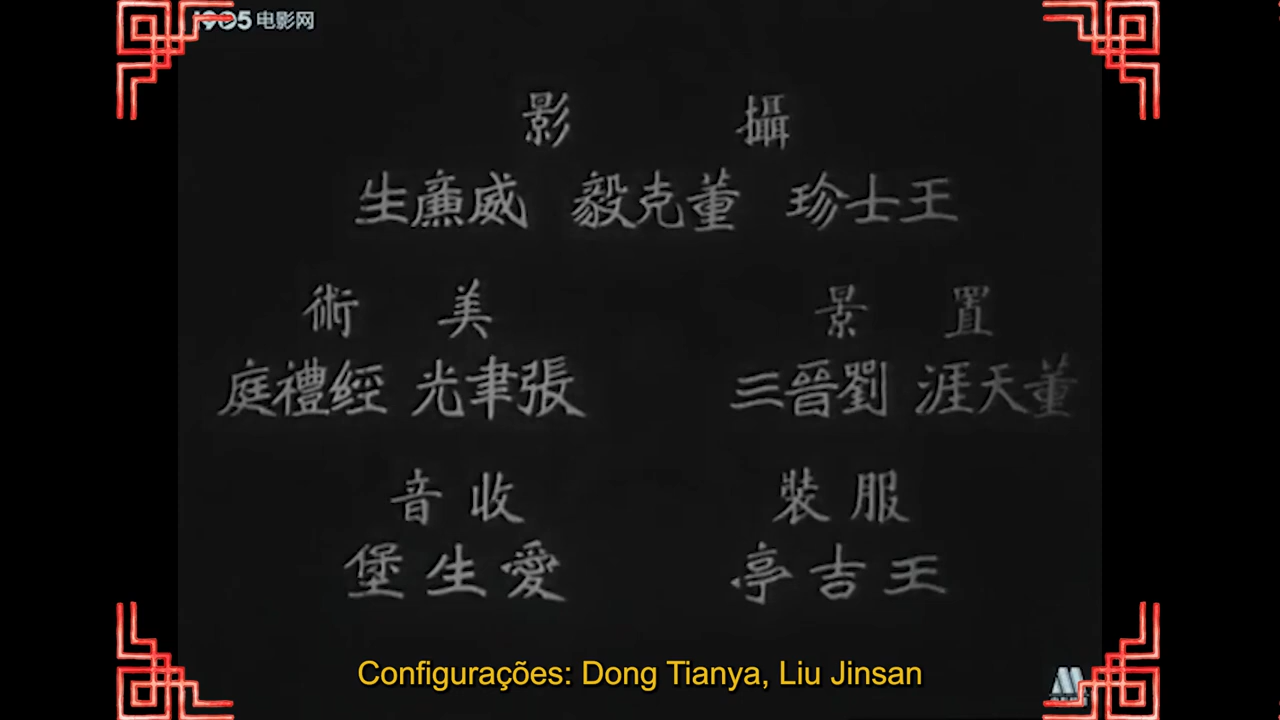 1905电影网
攝影
王士珍 董克毅 威廉生
置景 美術
董天涯 劉晉三 張聿光 經禮庭
服裝 收音
王吉亭 愛生堡
Configurações: Dong Tianya, Liu Jinsan